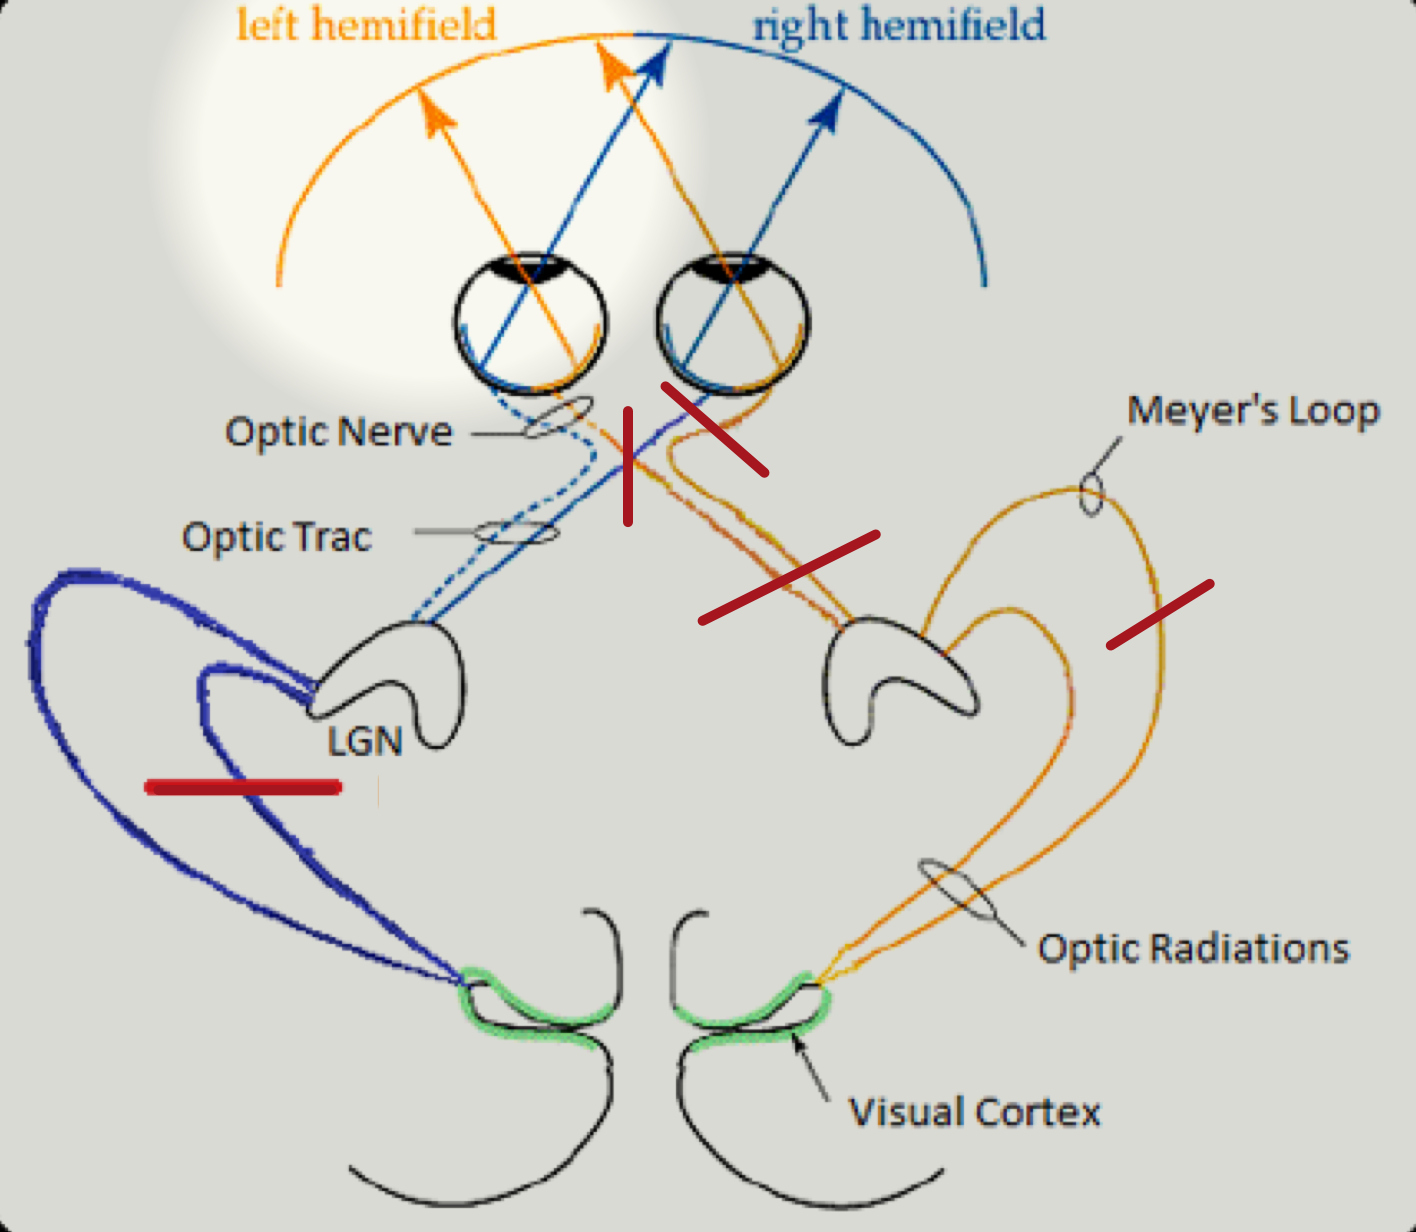 left hemifield
right hemifield
Optic Nerve
Meyer's Loop
Optic Trac
LGN
Optic Radiations
Visual Cortex